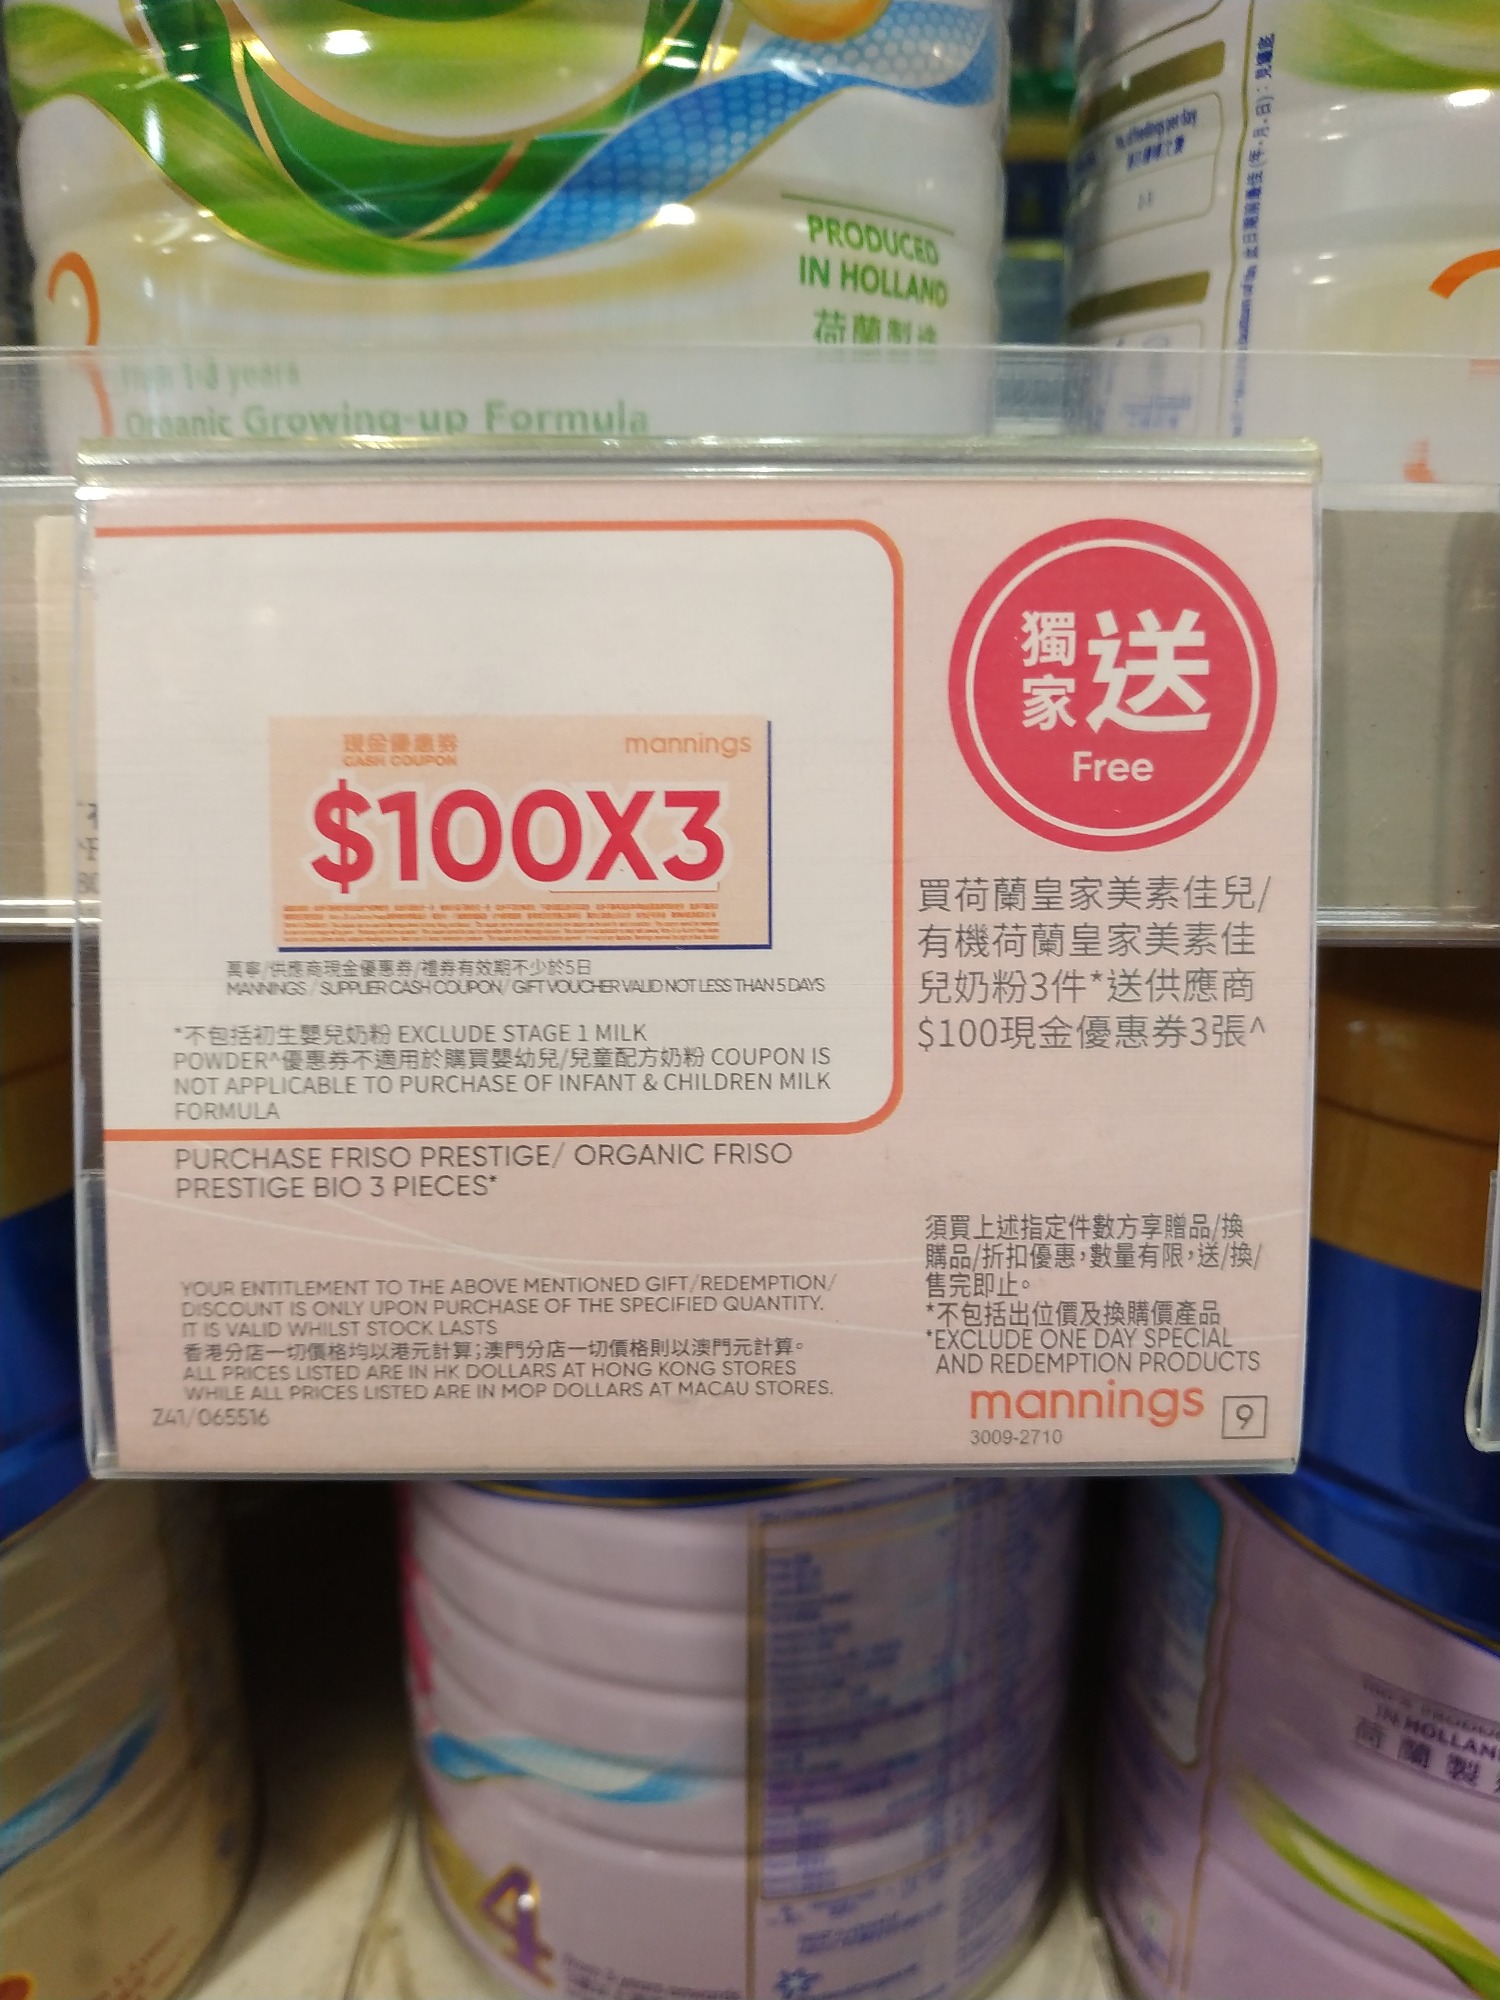 PRODUCED
IN HOLLAND
荷蘭製造
1-3 years
Organic Growing-up Formula
獨家送
Free
現金優惠券
CASH COUPON
mannings
$100X3
萬寧/供應商現金優惠券/禮券有效期不少於5日
MANNINGS / SUPPLIER CASH COUPON/ GIFT VOUCHER VALID NOT LESS THAN 5 DAYS
*不包括初生嬰兒奶粉 EXCLUDE STAGE 1 MILK
POWDER^優惠券不適用於購買嬰幼兒/兒童配方奶粉 COUPON IS
NOT APPLICABLE TO PURCHASE OF INFANT & CHILDREN MILK
FORMULA
買荷蘭皇家美素佳兒/
有機荷蘭皇家美素佳
兒奶粉3件*送供應商
$100現金優惠券3張^
PURCHASE FRISO PRESTIGE/ ORGANIC FRISO
PRESTIGE BIO 3 PIECES*
YOUR ENTITLEMENT TO THE ABOVE MENTIONED GIFT/REDEMPTION/
DISCOUNT IS ONLY UPON PURCHASE OF THE SPECIFIED QUANTITY.
IT IS VALID WHILST STOCK LASTS
香港分店一切價格均以港元計算;澳門分店一切價格則以澳門元計算。
ALL PRICES LISTED ARE IN HK DOLLARS AT HONG KONG STORES
WHILE ALL PRICES LISTED ARE IN MOP DOLLARS AT MACAU STORES.
Z41/065516
須買上述指定件數方享贈品/換
購品/折扣優惠,數量有限,送/換/
售完即止。
*不包括出位價及換購價產品
*EXCLUDE ONE DAY SPECIAL
AND REDEMPTION PRODUCTS
mannings
9
3009-2710
4
IN HOLLAN
荷蘭製